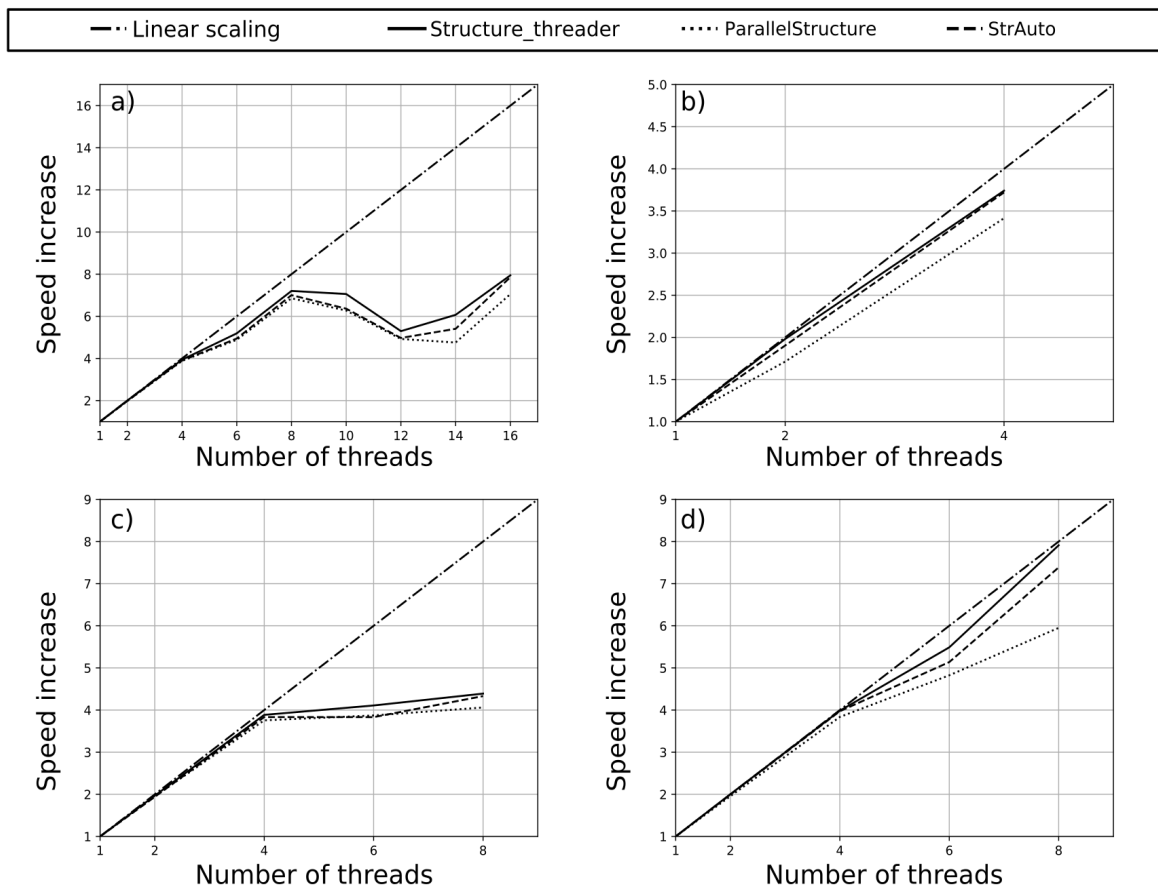 Linear scaling Structure_threader ParallelStructure StrAuto
a)
16
14
12
10
8
6
4
2
Speed increase
1 2 4 6 8 10 12 14 16
Number of threads
b)
5.0
4.5
4.0
3.5
3.0
2.5
2.0
1.5
1.0
Speed increase
1 2 4
Number of threads
c)
9
8
7
6
5
4
3
2
1
Speed increase
1 2 4 6 8
Number of threads
d)
9
8
7
6
5
4
3
2
1
Speed increase
1 2 4 6 8
Number of threads